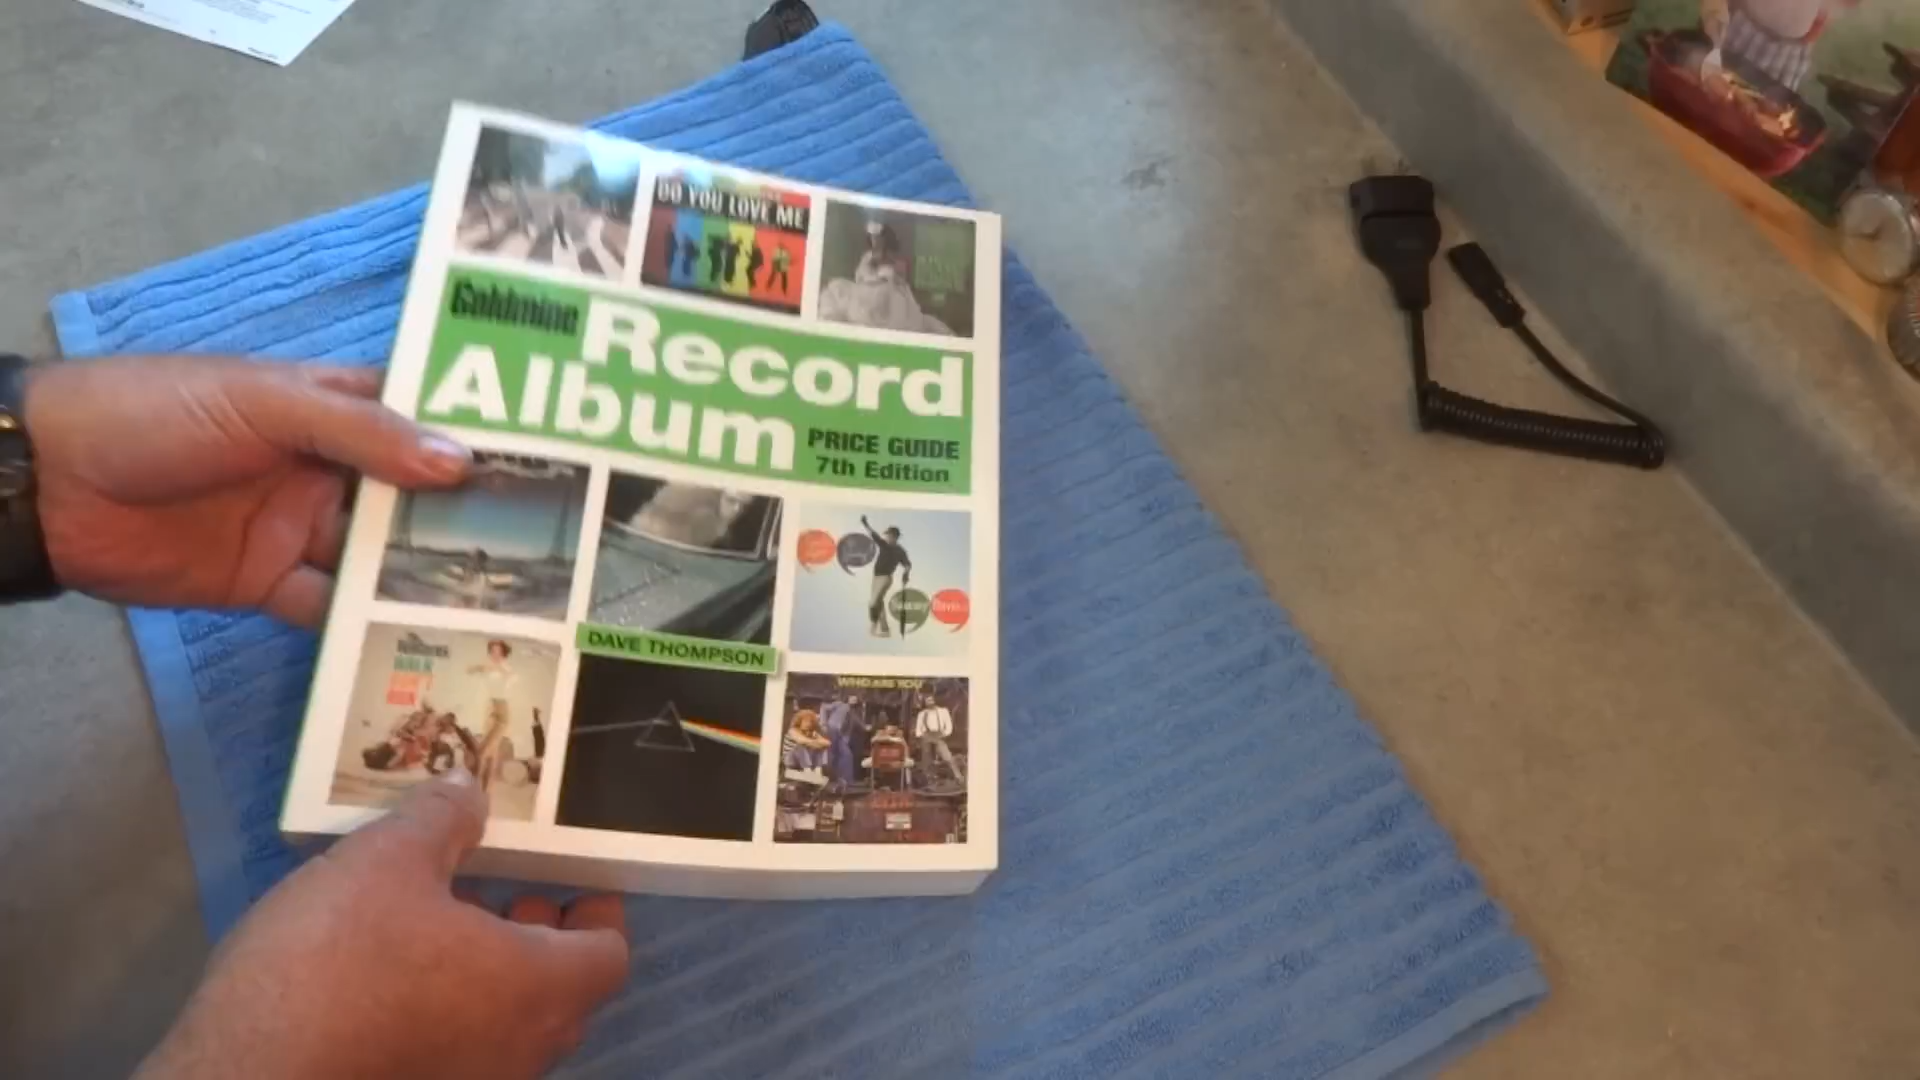 DO YOU LOVE ME
Goldmine Record
Album PRICE GUIDE
7th Edition
DAVE THOMPSON
WHO ARE YOU